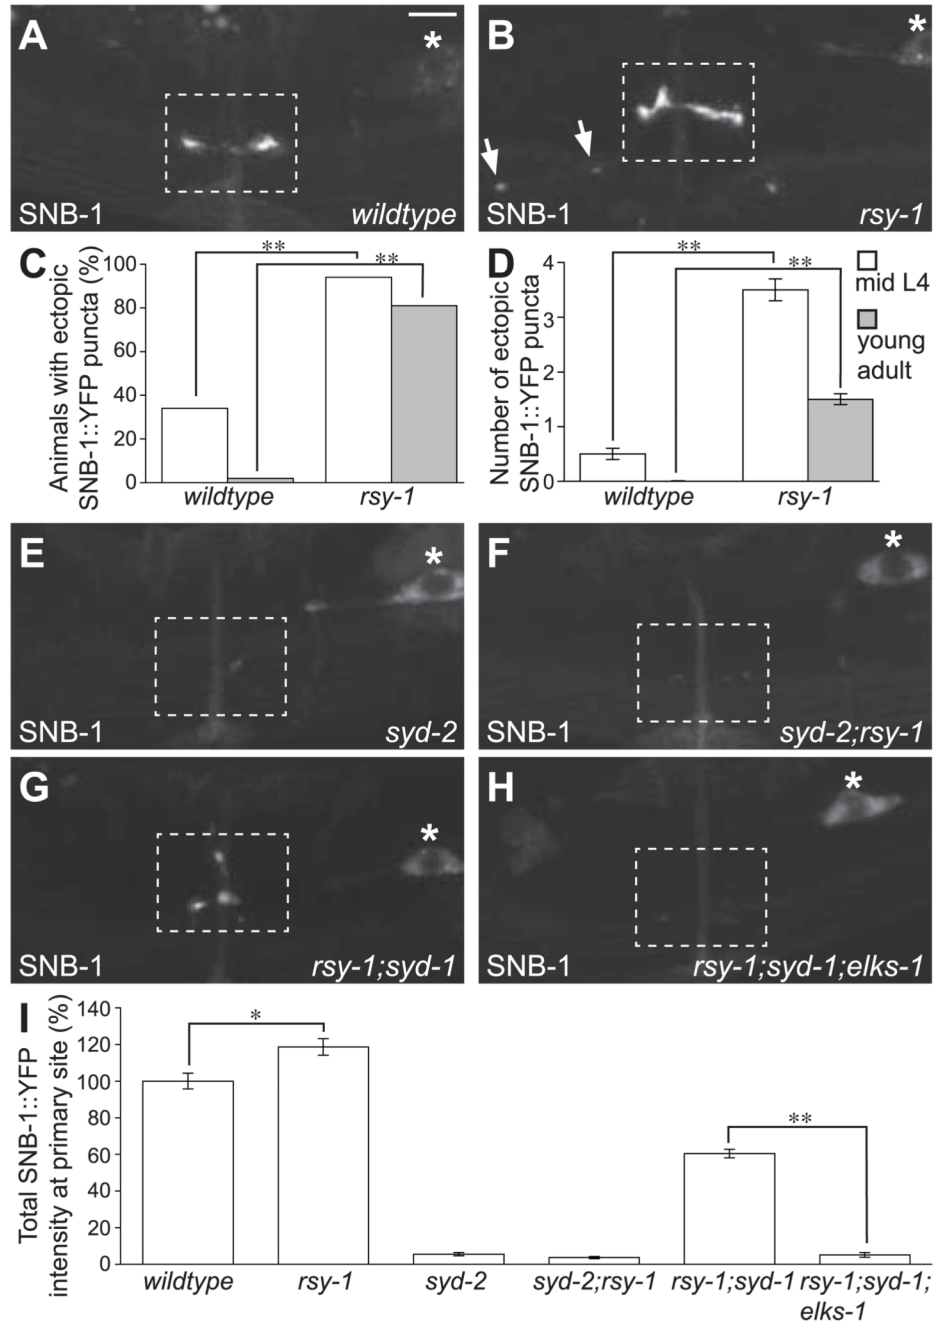 A
*
SNB-1
wildtype
B
*
SNB-1
rsy-1
C
Animals with ectopic
SNB-1::YFP puncta (%)
100
80
60
40
20
0
**
**
wildtype
rsy-1
D
Number of ectopic
SNB-1::YFP puncta
4
3
2
1
0
**
**
wildtype
rsy-1
mid L4
young
adult
E
*
SNB-1
syd-2
F
*
SNB-1
syd-2;rsy-1
G
*
SNB-1
rsy-1;syd-1
H
*
SNB-1
rsy-1;syd-1;elks-1
I
Total SNB-1::YFP
intensity at primary site (%)
140
120
100
80
60
40
20
0
*
**
wildtype
rsy-1
syd-2
syd-2;rsy-1
rsy-1;syd-1
rsy-1;syd-1;
elks-1